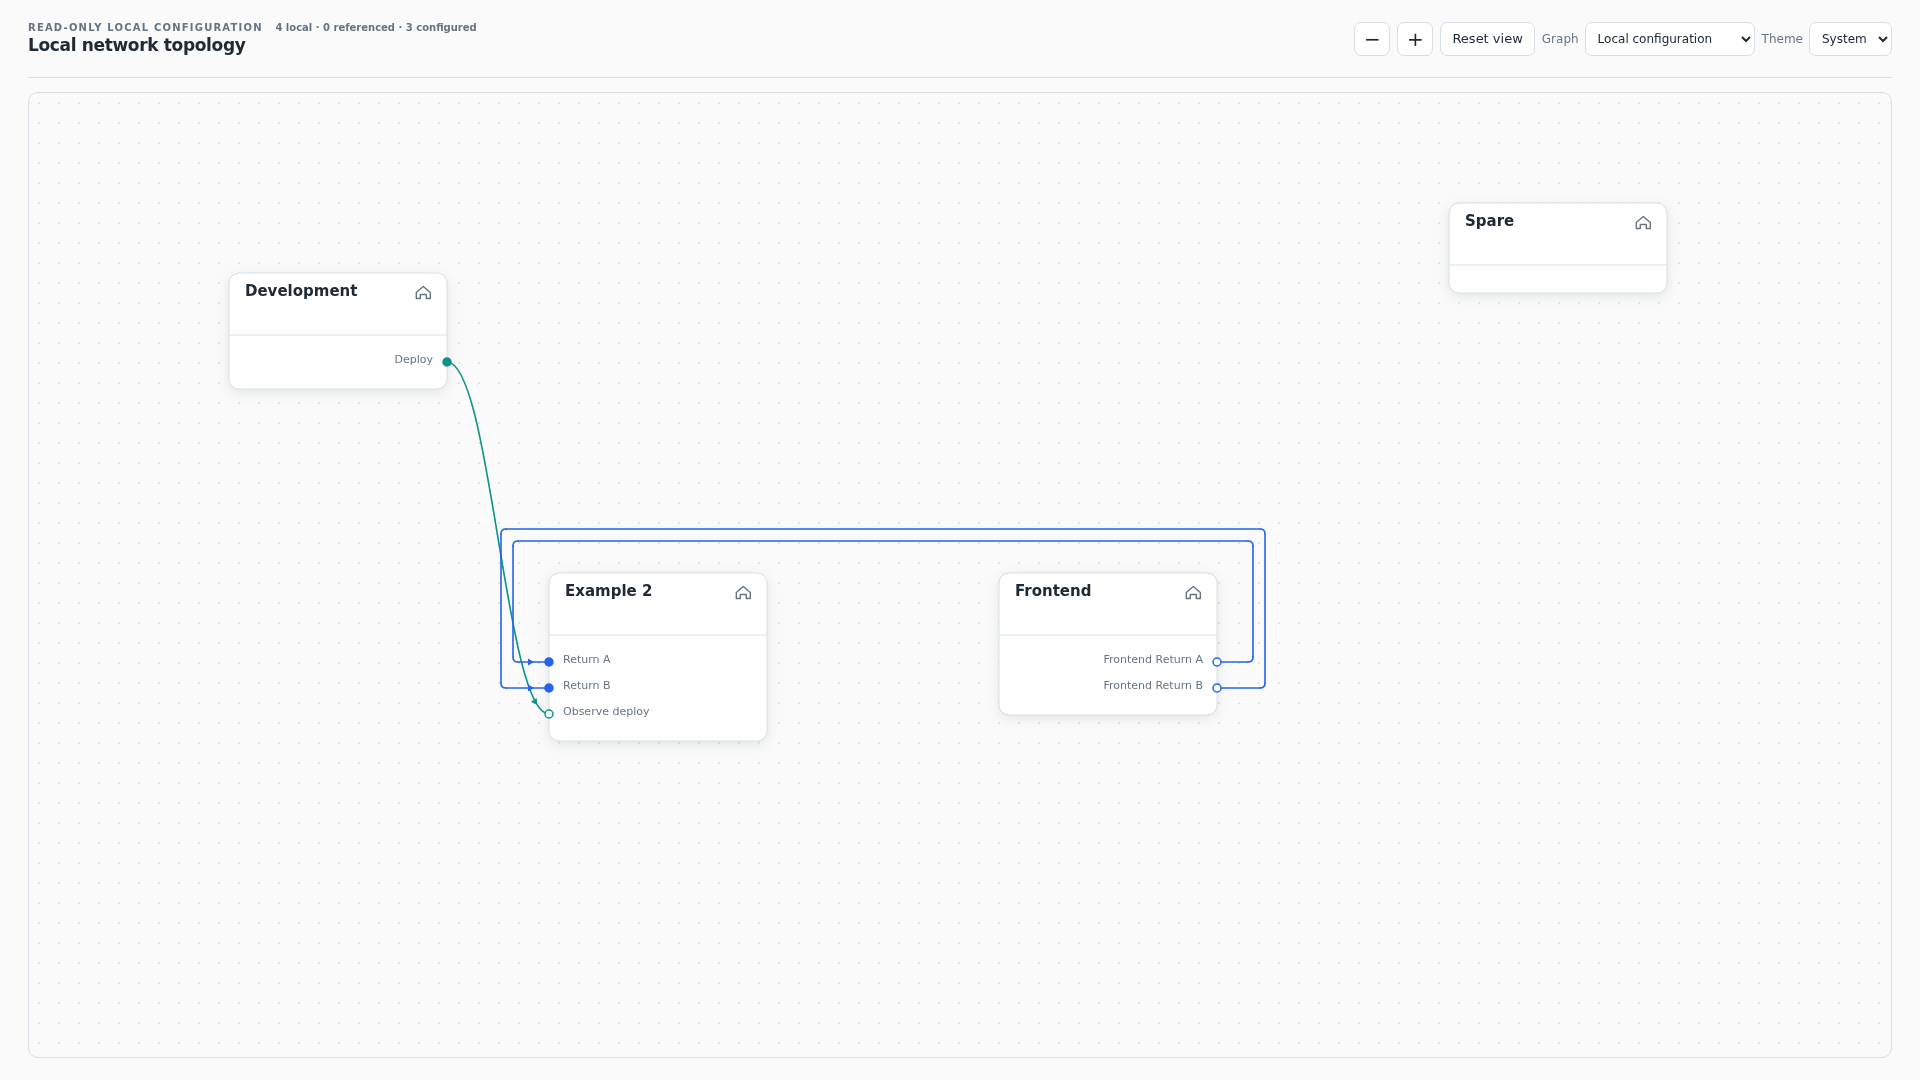 READ-ONLY LOCAL CONFIGURATION 4 local · 0 referenced · 3 configured
Local network topology
Reset view Graph Local configuration Theme System
Spare
Development
Deploy
Example 2
Return A
Return B
Observe deploy
Frontend
Frontend Return A
Frontend Return B